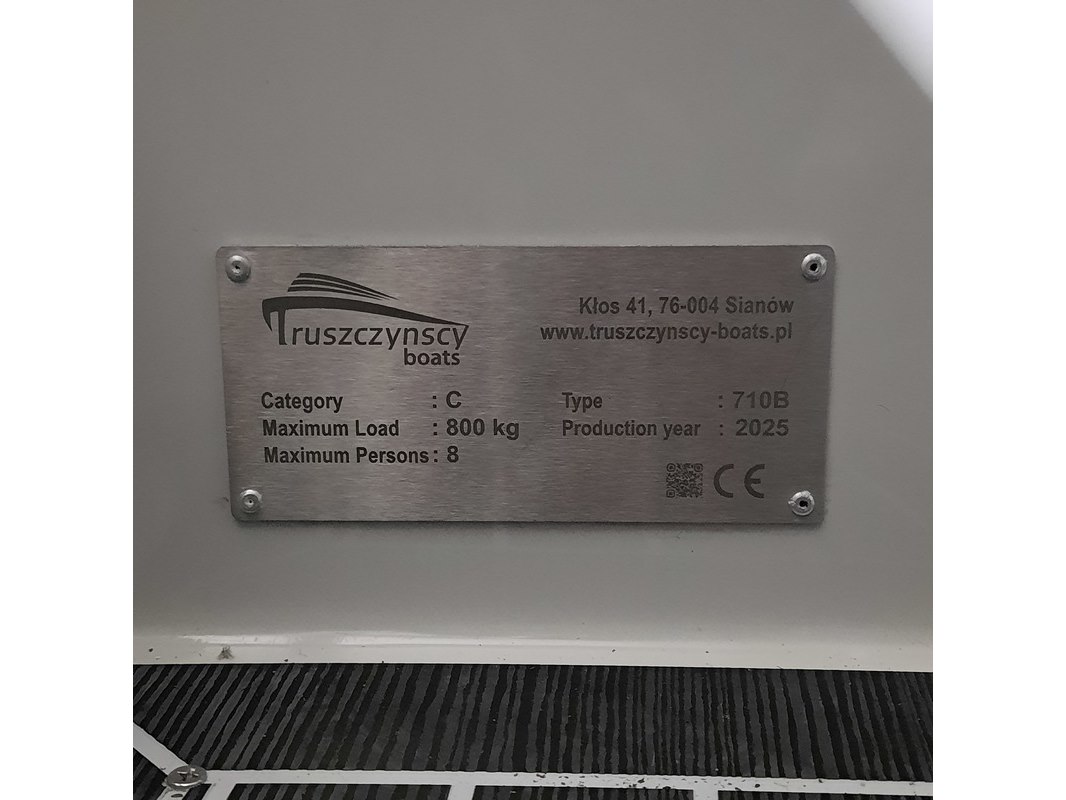 Truszczynscy
boats
Kłos 41, 76-004 Sianów
www.truszczynscy-boats.pl
Category : C
Maximum Load : 800 kg
Maximum Persons : 8
Type : 710B
Production year : 2025
CE